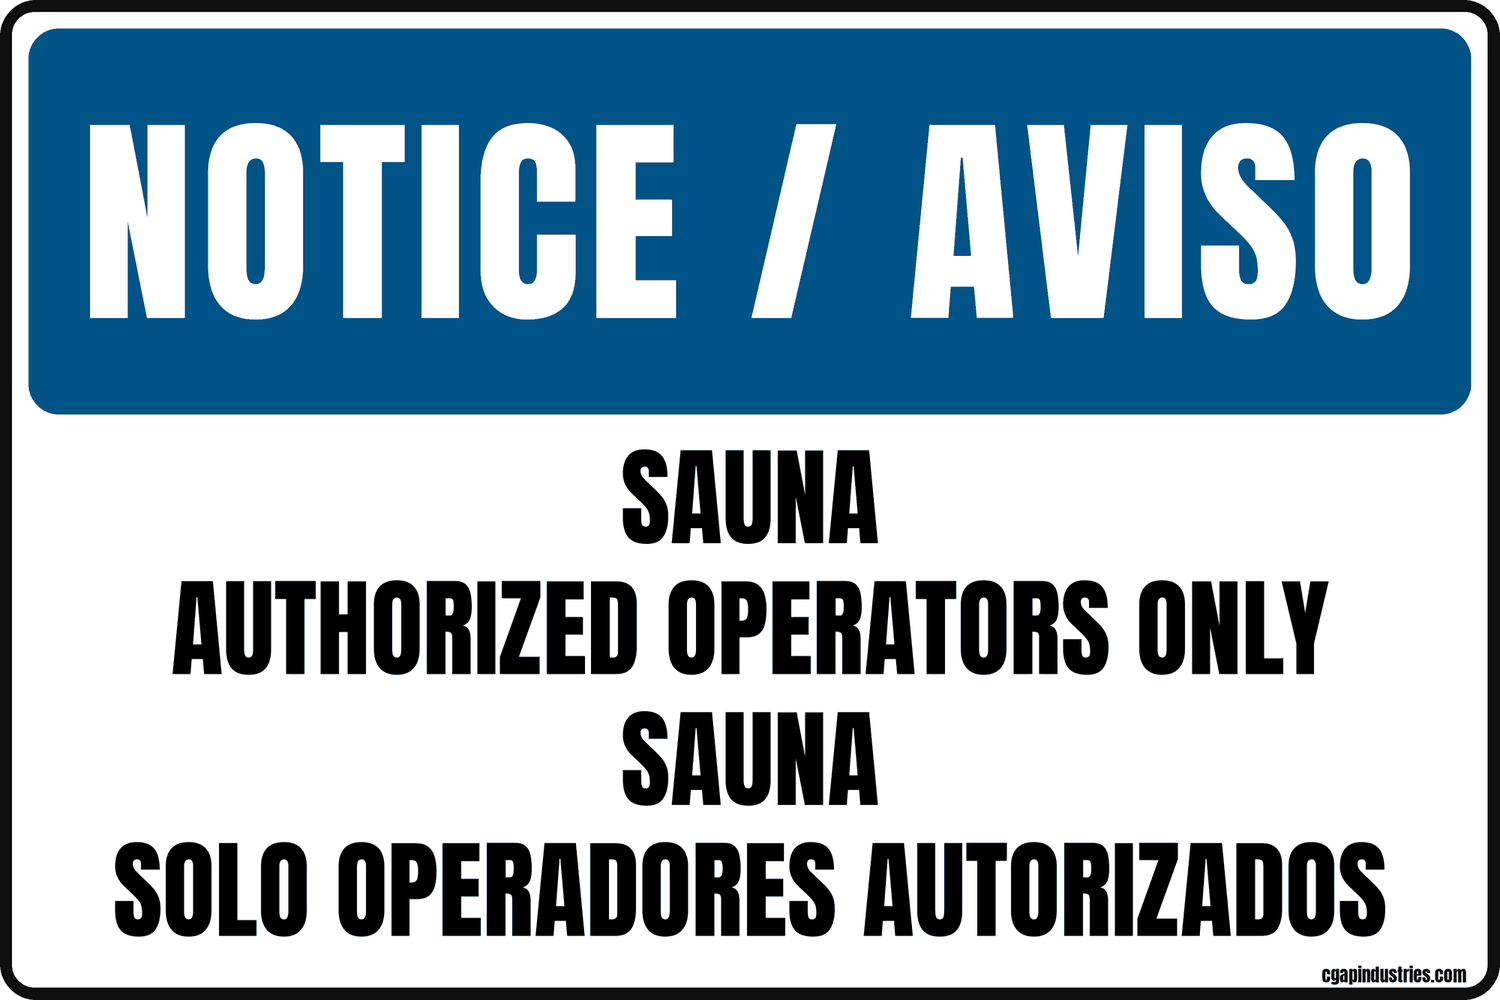 NOTICE / AVISO
SAUNA
AUTHORIZED OPERATORS ONLY
SAUNA
SOLO OPERADORES AUTORIZADOS
cgapindustries.com